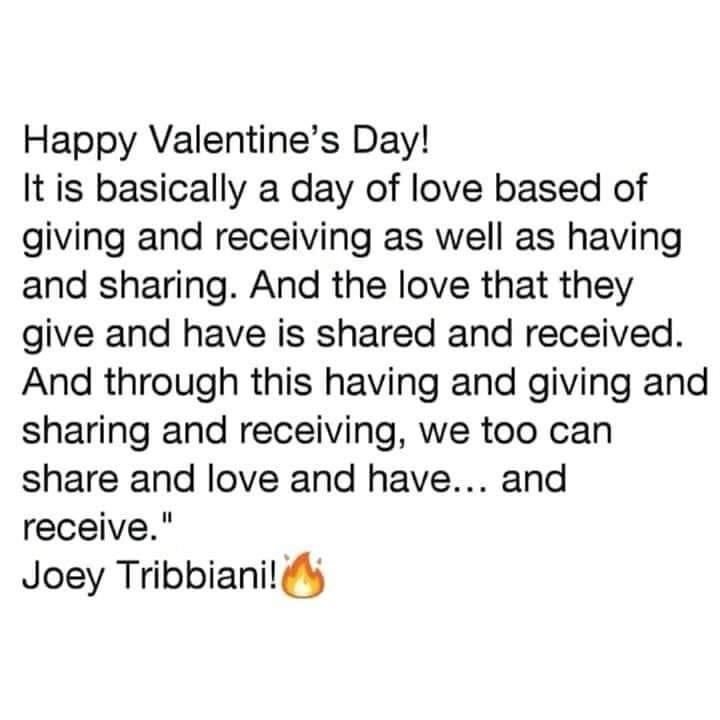 Happy Valentine’s Day!
It is basically a day of love based of
giving and receiving as well as having
and sharing. And the love that they
give and have is shared and received.
And through this having and giving and
sharing and receiving, we too can
share and love and have... and
receive."
Joey Tribbiani!🔥